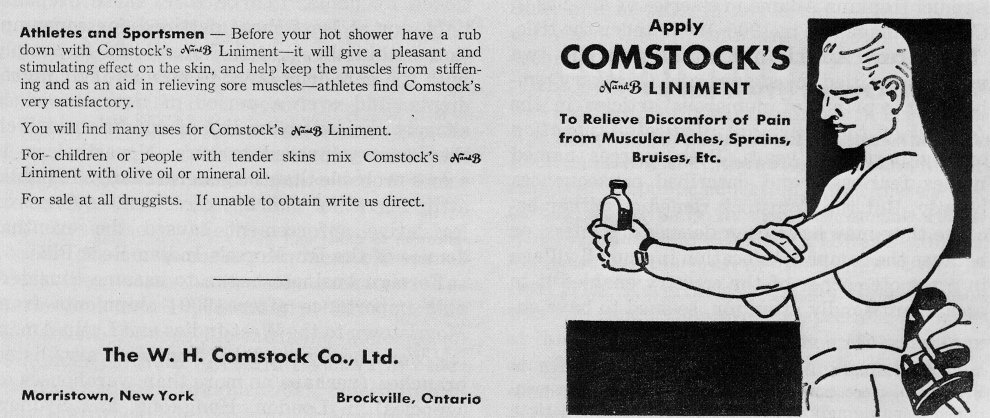 Athletes and Sportsmen — Before your hot shower have a rub
down with Comstock's N and B Liniment—it will give a pleasant and
stimulating effect on the skin, and help keep the muscles from stiffen-
ing and as an aid in relieving sore muscles—athletes find Comstock's
very satisfactory.
You will find many uses for Comstock's N and B Liniment.
For children or people with tender skins mix Comstock's N and B
Liniment with olive oil or mineral oil.
For sale at all druggists. If unable to obtain write us direct.
The W. H. Comstock Co., Ltd.
Morristown, New York Brockville, Ontario
Apply
COMSTOCK'S
N and B LINIMENT
To Relieve Discomfort of Pain
from Muscular Aches, Sprains,
Bruises, Etc.